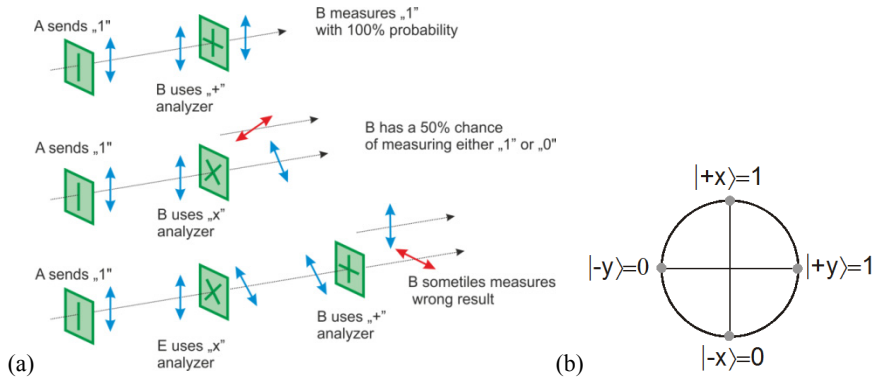 A sends „1"
B measures „1"
with 100% probability
B uses „+"
analyzer
A sends „1"
B has a 50% chance
of measuring either „1" or „0"
B uses „x"
analyzer
A sends „1"
B sometiles measures
wrong result
E uses „x"
analyzer
B uses „+"
analyzer
(a)
|+x⟩=1
|-y⟩=0
|+y⟩=1
|-x⟩=0
(b)